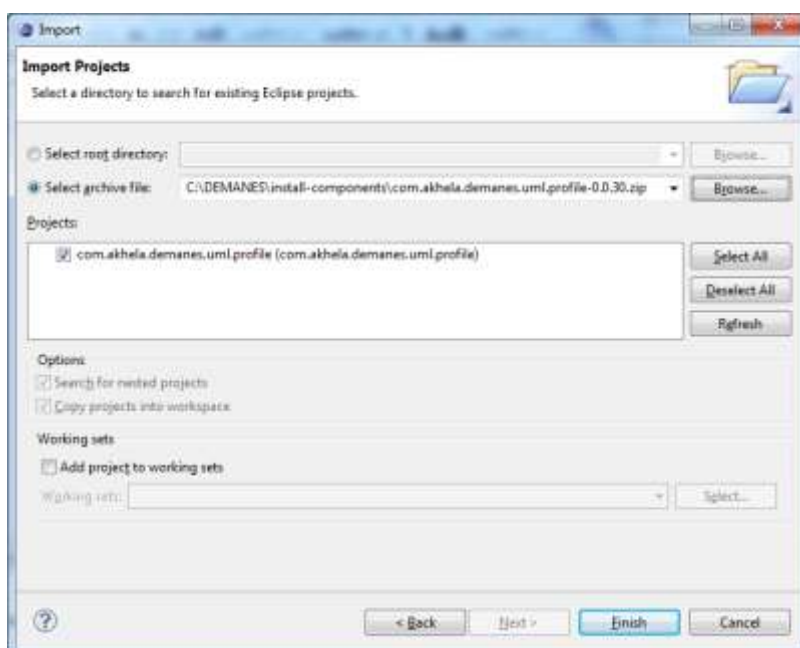 Import
Import Projects
Select a directory to search for existing Eclipse projects.
Select root directory:
Browse...
Select archive file: C:\DEMANES\install-components\com.akhela.demanes.uml.profile-0.0.30.zip Browse...
Projects:
com.akhela.demanes.uml.profile (com.akhela.demanes.uml.profile) Select All
Deselect All
Refresh
Options
Search for nested projects
Copy projects into workspace
Working sets
Add project to working sets
Working sets: Select...
< Back Next > Finish Cancel